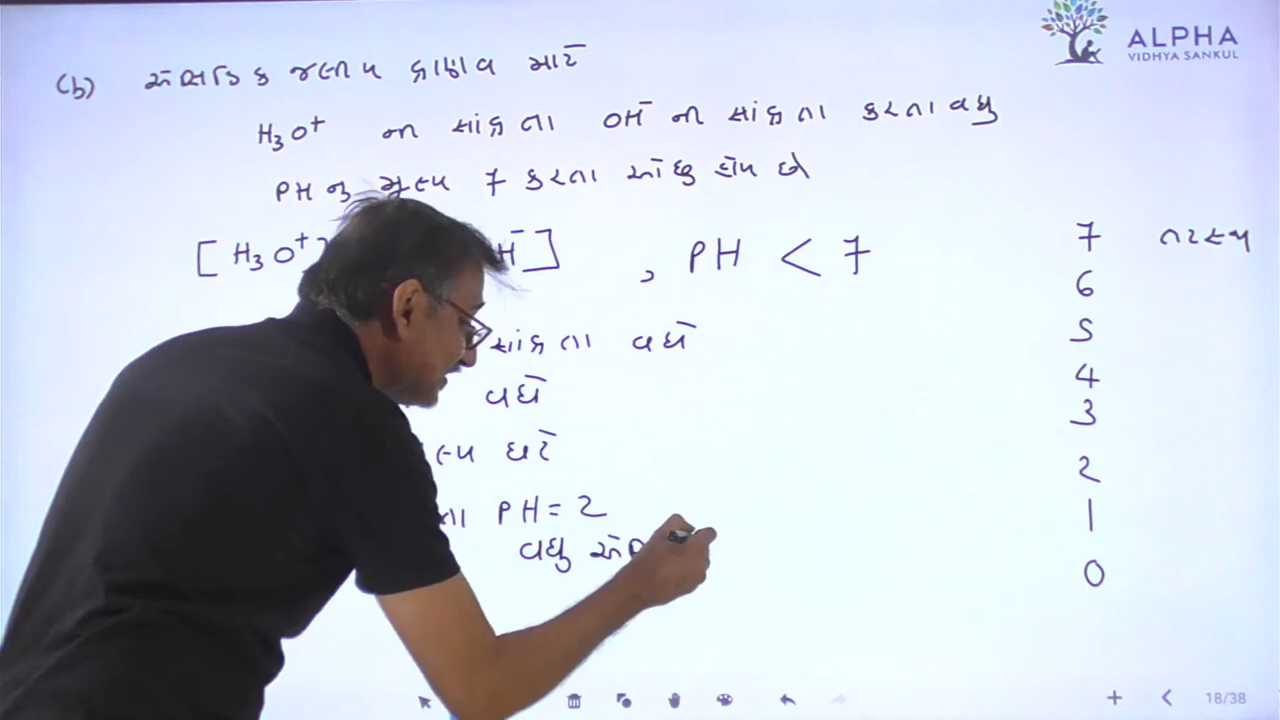 ALPHA
VIDHYA SANKUL
(b) એસિડિક જલીય દ્રાવણ માટે
H₃O⁺ ની સાંદ્રતા OH⁻ ની સાંદ્રતા કરતા વધુ
PH નુ મૂલ્ય 7 કરતા ઓછુ હોય છે
[H₃O⁺] H⁻] , PH < 7
7 તટસ્થ
6
5
સાંદ્રતા વધે
4
વધે
3
ઘટે
2
PH = 2
1
વધુ
0
18/38